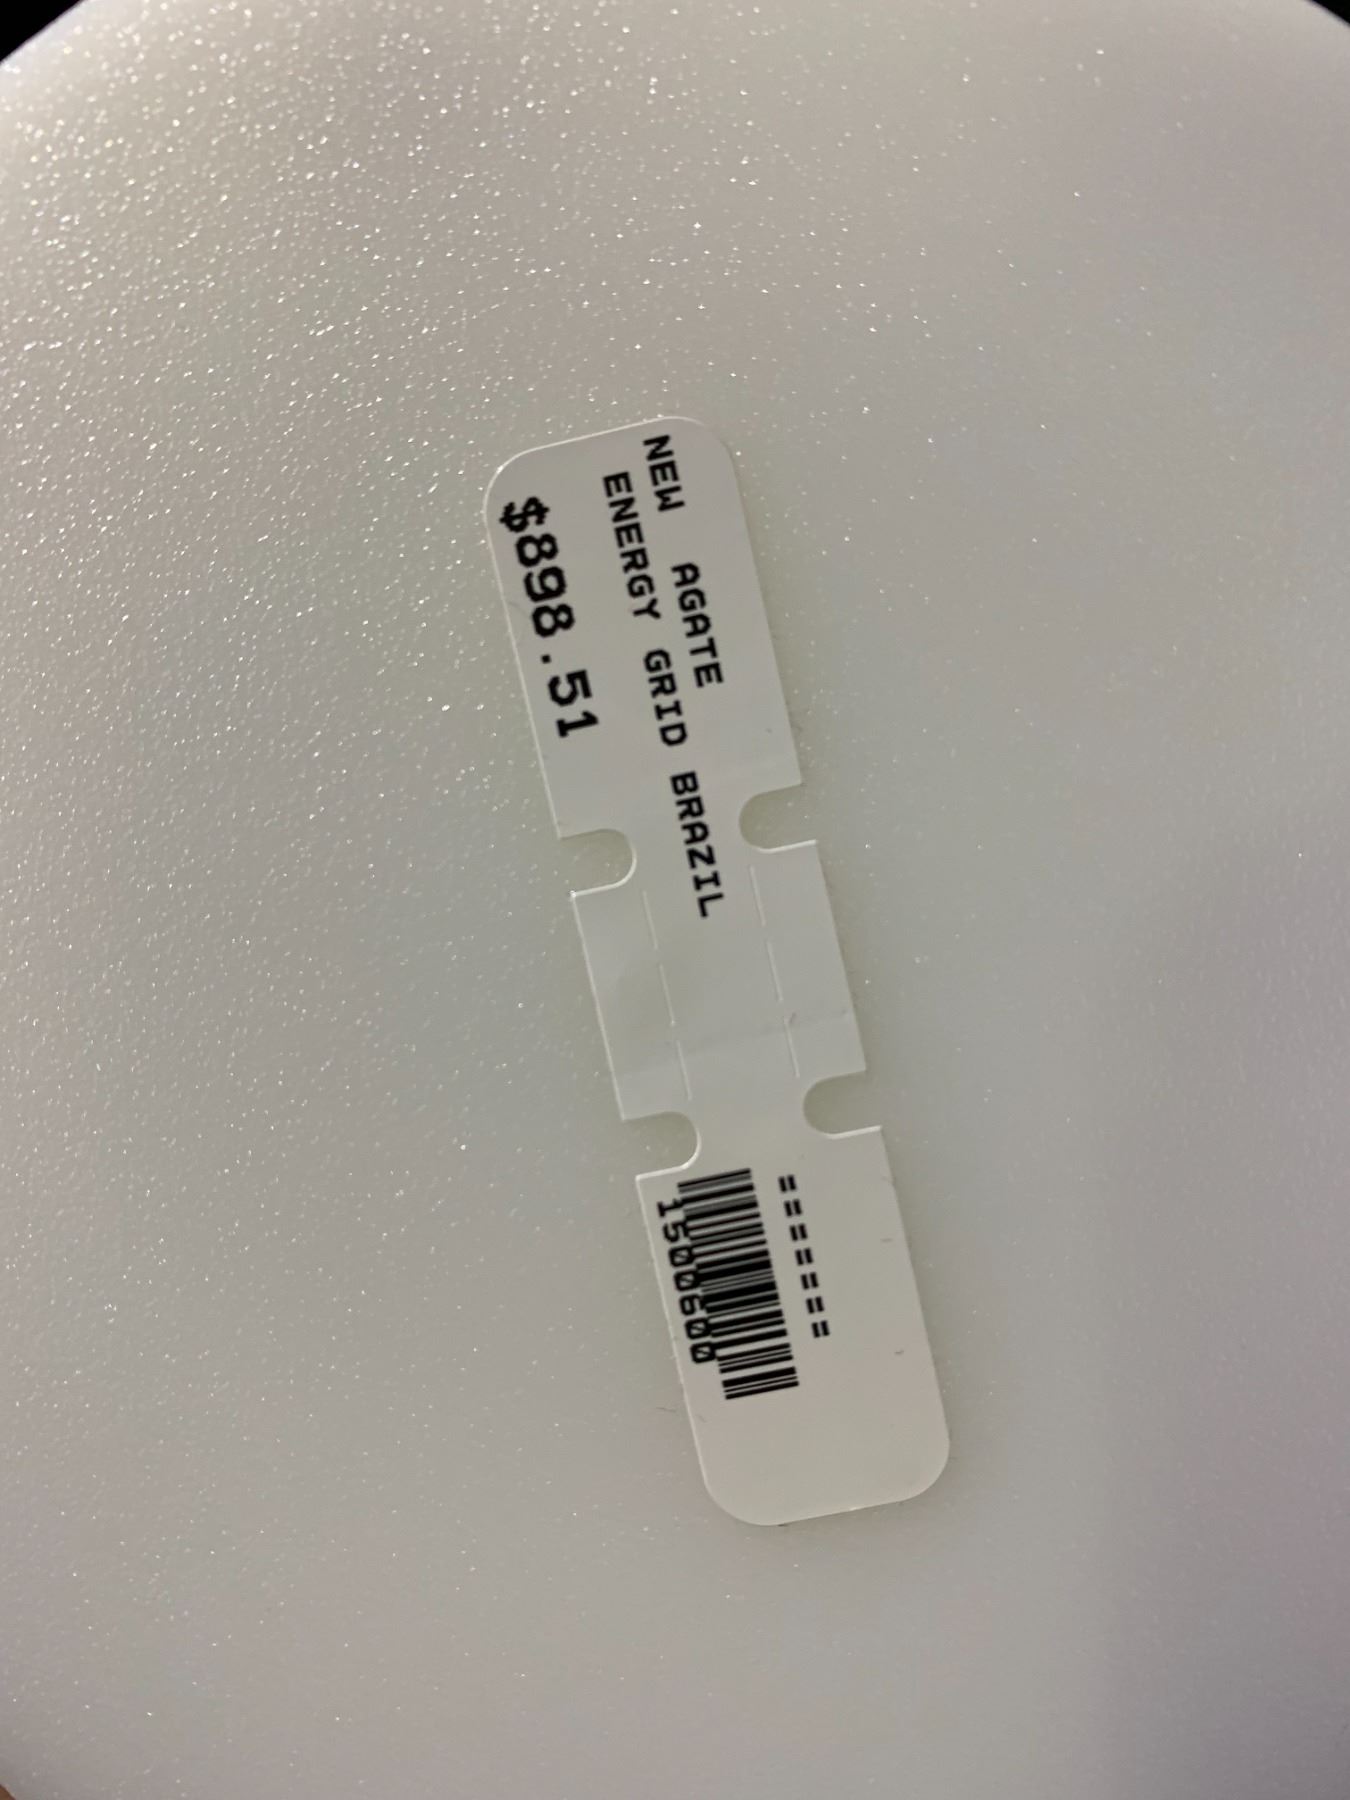 NEW  AGATE
ENERGY GRID BRAZIL
$898.51
=======
1500600